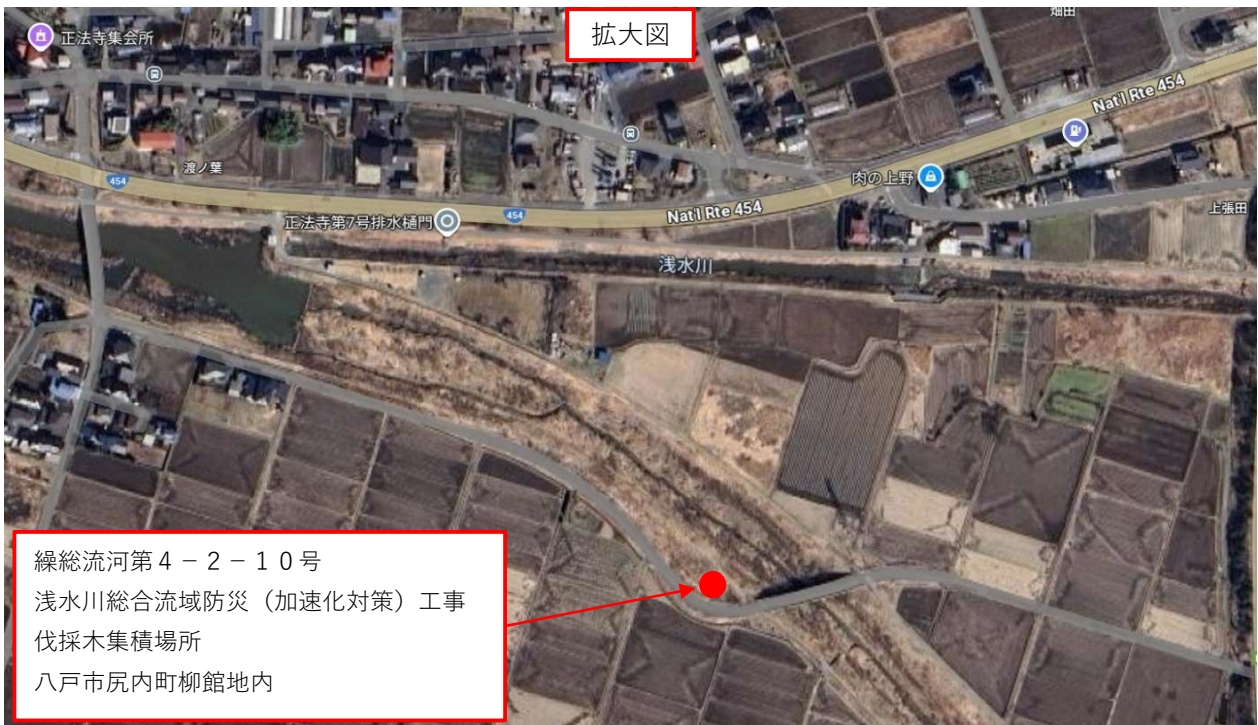 拡大図
正法寺集会所
畑田
Nat'l Rte 454
渡ノ葉
454
肉の上野
正法寺第7号排水樋門
454
Nat'l Rte 454
上張田
浅水川
繰総流河第４－２－１０号
浅水川総合流域防災（加速化対策）工事
伐採木集積場所
八戸市尻内町柳館地内